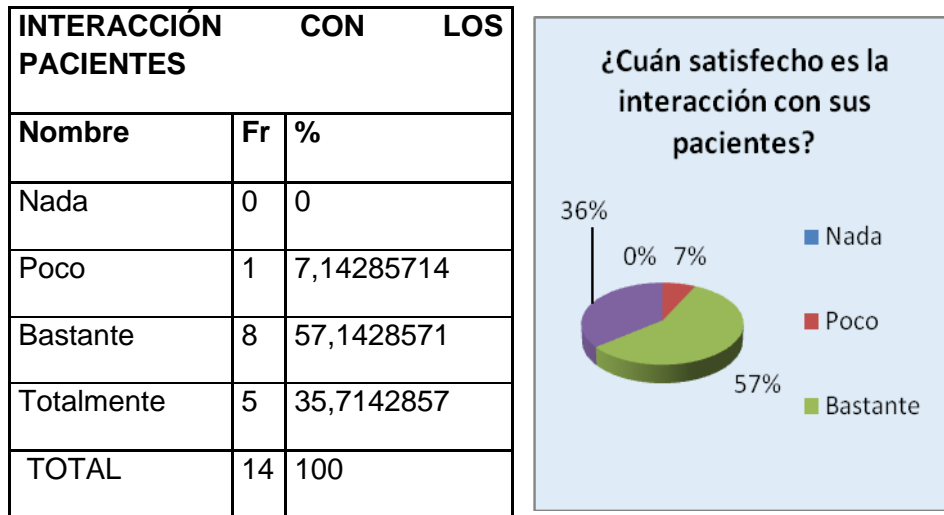 INTERACCIÓN CON LOS
PACIENTES
Nombre Fr %
Nada 0 0
Poco 1 7,14285714
Bastante 8 57,1428571
Totalmente 5 35,7142857
TOTAL 14 100
¿Cuán satisfecho es la
interacción con sus
pacientes?
36%
0% 7%
57%
Nada
Poco
Bastante